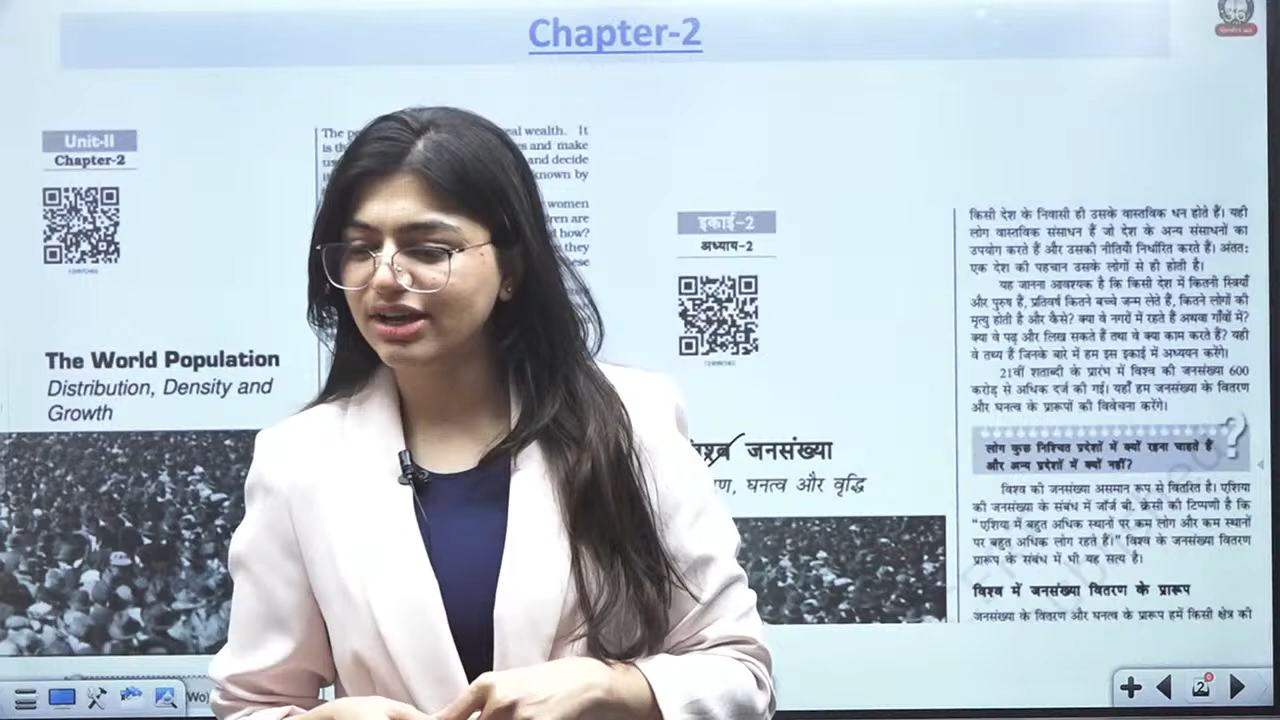 Chapter-2
Unit-II
Chapter-2
The World Population
Distribution, Density and
Growth
The eal wealth. It
is s and make
and decide
known by
women
ren are
how?
they
इकाई-2
अध्याय-2
जनसंख्या
घनत्व और वृद्धि
किसी देश के निवासी ही उसके वास्तविक धन होते हैं। यही
लोग वास्तविक संसाधन हैं जो देश के अन्य संसाधनों का
उपयोग करते हैं और उसकी नीतियाँ निर्धारित करते हैं। अंतत:
एक देश की पहचान उसके लोगों से ही होती है।
यह जानना आवश्यक है कि किसी देश में कितनी स्त्रियाँ
और पुरुष हैं, प्रतिवर्ष कितने बच्चे जन्म लेते हैं, कितने लोगों की
मृत्यु होती है और कैसे? क्या वे नगरों में रहते हैं अथवा गाँवों में?
क्या वे पढ़ और लिख सकते हैं तथा वे क्या काम करते हैं? यही
वे तथ्य हैं जिनके बारे में हम इस इकाई में अध्ययन करेंगे।
21वीं शताब्दी के प्रारंभ में विश्व की जनसंख्या 600
करोड़ से अधिक दर्ज की गई। यहाँ हम जनसंख्या के वितरण
और घनत्व के प्रारूपों की विवेचना करेंगे।
लोग कुछ निश्चित प्रदेशों में क्यों रहना चाहते हैं
और अन्य प्रदेशों में क्यों नहीं?
?
विश्व की जनसंख्या असमान रूप से वितरित है। एशिया
की जनसंख्या के संबंध में जॉर्ज बी. क्रेसी की टिप्पणी है कि
"एशिया में बहुत अधिक स्थानों पर कम लोग और कम स्थानों
पर बहुत अधिक लोग रहते हैं।" विश्व के जनसंख्या वितरण
प्रारूप के संबंध में भी यह सत्य है।
विश्व में जनसंख्या वितरण के प्रारूप
जनसंख्या के वितरण और घनत्व के प्रारूप हमें किसी क्षेत्र की
2